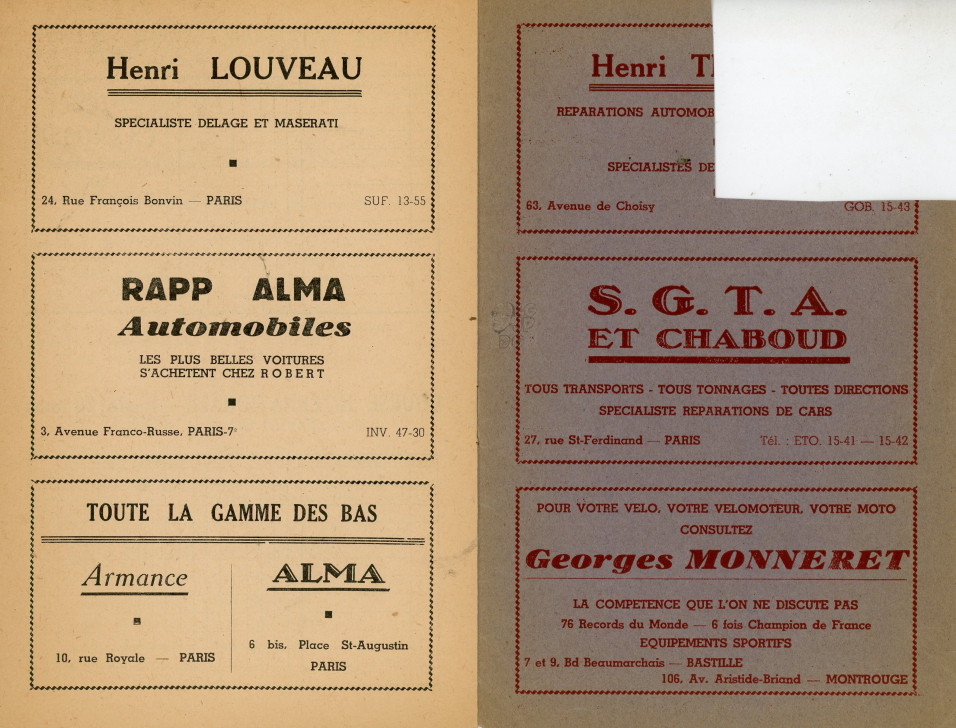 Henri LOUVEAU
SPECIALISTE DELAGE ET MASERATI
24, Rue François Bonvin — PARIS
SUF. 13-55
RAPP ALMA
Automobiles
LES PLUS BELLES VOITURES
S'ACHETENT CHEZ ROBERT
3, Avenue Franco-Russe, PARIS-7e
INV. 47-30
TOUTE LA GAMME DES BAS
Armance
10, rue Royale — PARIS
ALMA
6 bis, Place St-Augustin
PARIS
Henri
REPARATIONS
SPECIALISTES
63, Avenue de Choisy
GOB. 15-43
S. G. T. A.
ET CHABOUD
TOUS TRANSPORTS - TOUS TONNAGES - TOUTES DIRECTIONS
SPECIALISTE REPARATIONS DE CARS
27, rue St-Ferdinand — PARIS
Tél. : ETO. 15-41 — 15-42
POUR VOTRE VELO, VOTRE VELOMOTEUR, VOTRE MOTO
CONSULTEZ
Georges MONNERET
LA COMPETENCE QUE L'ON NE DISCUTE PAS
76 Records du Monde — 6 fois Champion de France
EQUIPEMENTS SPORTIFS
7 et 9, Bd Beaumarchais — BASTILLE
106, Av. Aristide-Briand — MONTROUGE